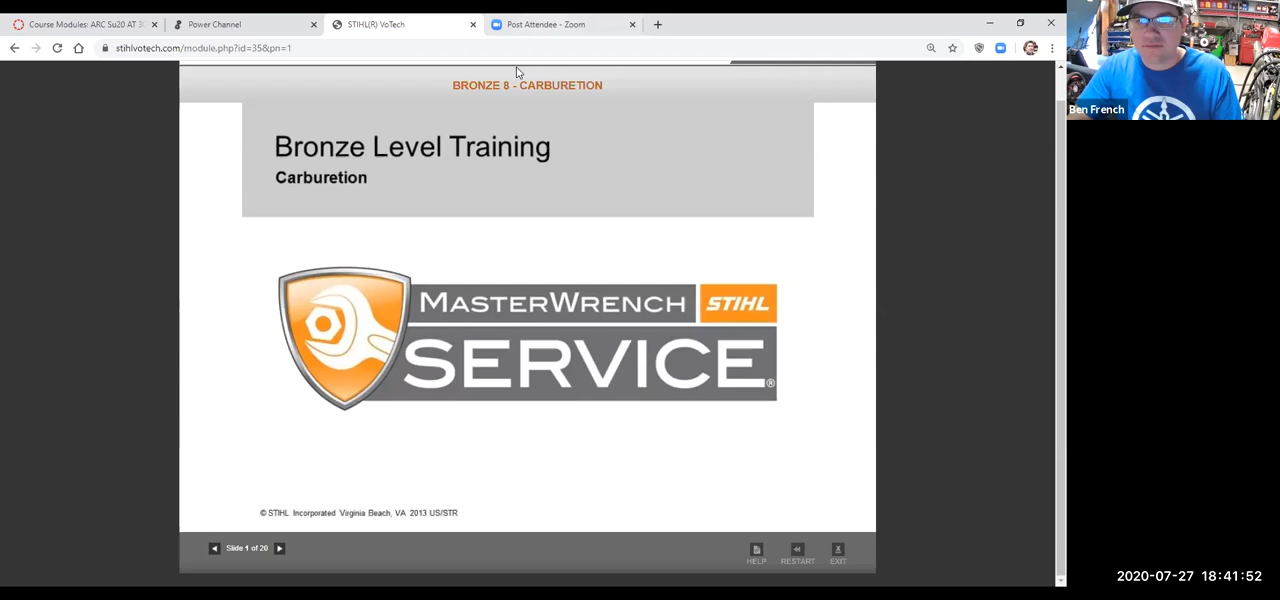 Course Modules: ARC Su20 AT 3
Power Channel
STIHL(R) VoTech
Post Attendee - Zoom
stihlvotech.com/module.php?id=35&pn=1
BRONZE 8 - CARBURETION
Bronze Level Training
Carburetion
MASTERWRENCH STIHL
SERVICE®
© STIHL Incorporated Virginia Beach, VA 2013 US/STR
Slide 1 of 20
HELP RESTART EXIT
Ben French
2020-07-27 18:41:52